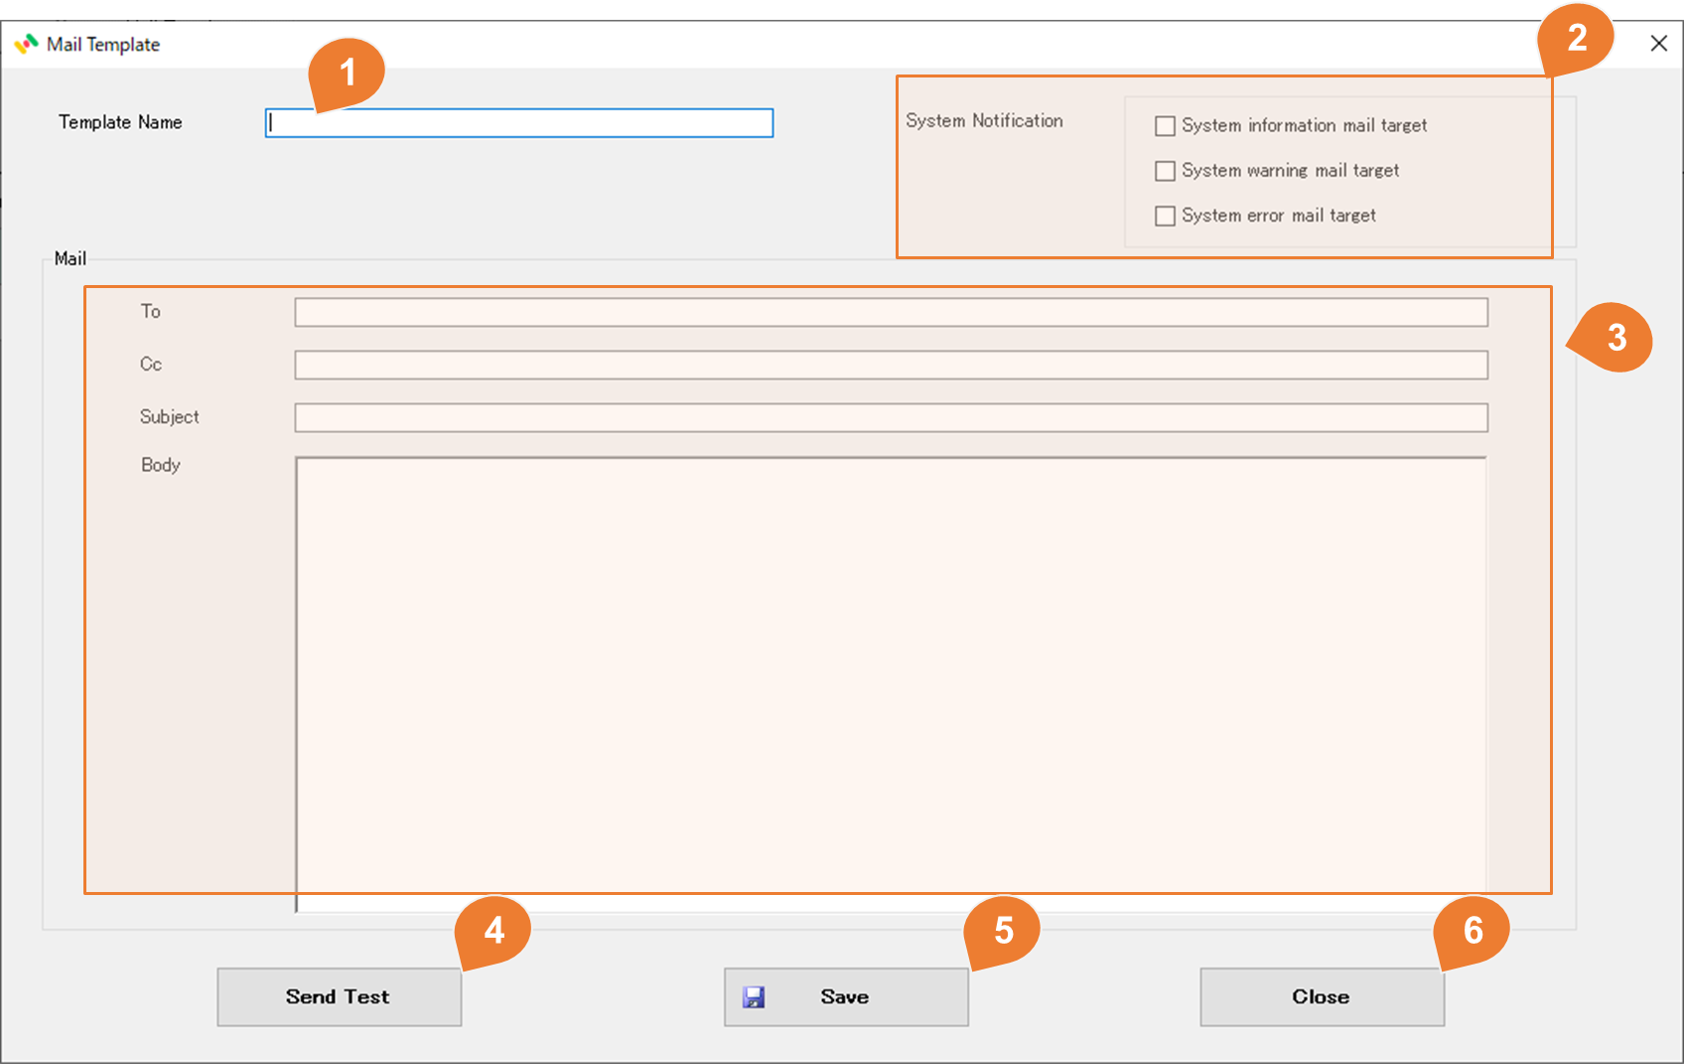 Mail Template
1
2
Template Name
System Notification
System information mail target
System warning mail target
System error mail target
Mail
To
3
Cc
Subject
Body
4
5
6
Send Test
Save
Close